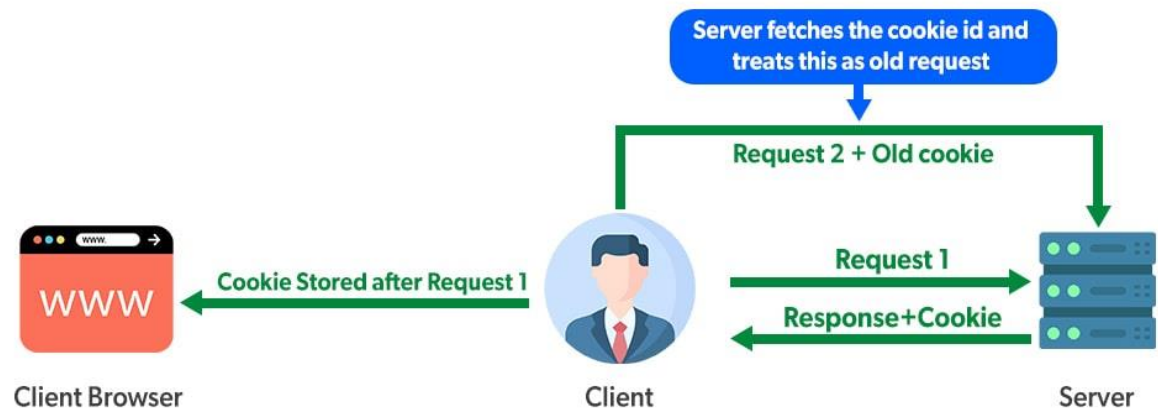 Server fetches the cookie id and
treats this as old request
Request 2 + Old cookie
www.
WWW
Cookie Stored after Request 1
Request 1
Response+Cookie
Client Browser
Client
Server